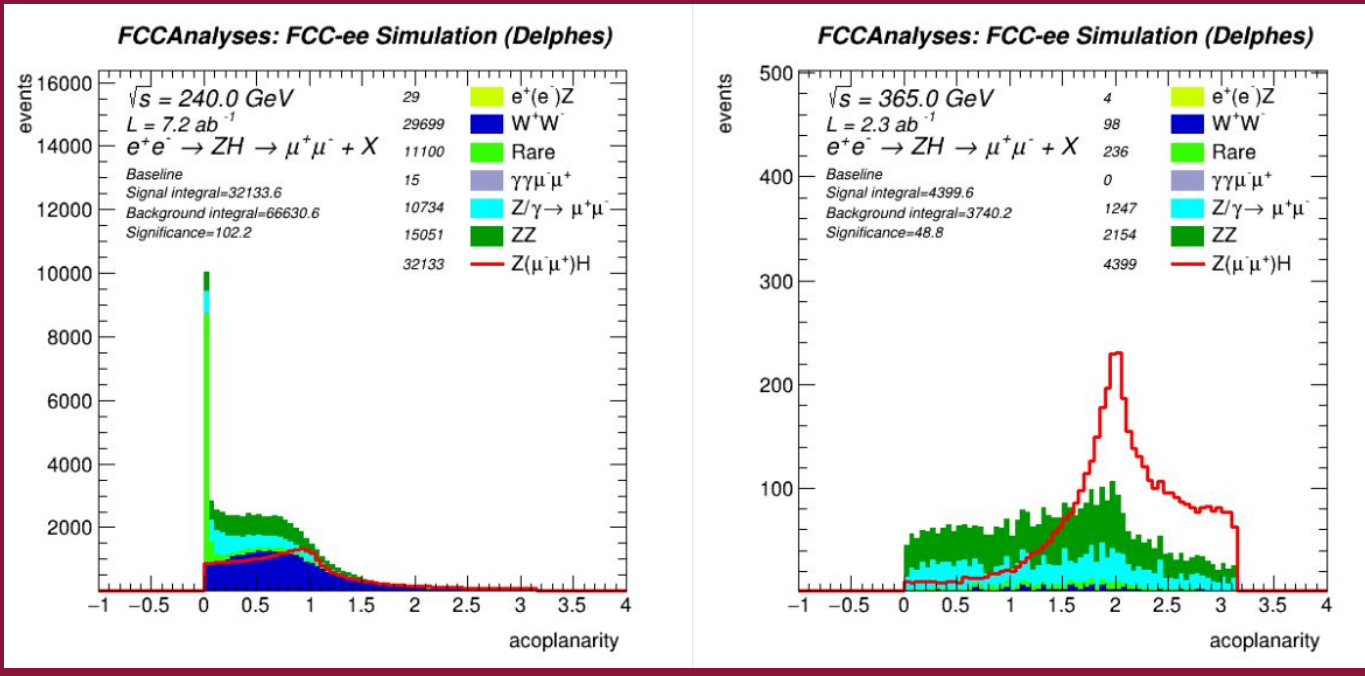 FCCAnalyses: FCC-ee Simulation (Delphes)
events
16000
14000
12000
10000
8000
6000
4000
2000
√s = 240.0 GeV
L = 7.2 ab⁻¹
e⁺e⁻ → ZH → μ⁺μ⁻ + X
Baseline
Signal integral=32133.6
Background integral=66630.6
Significance=102.2
29 e⁺(e⁻)Z
29699 W⁺W⁻
11100 Rare
15 γγμ⁻μ⁺
10734 Z/γ→ μ⁺μ⁻
15051 ZZ
32133 Z(μ⁻μ⁺)H
−1 −0.5 0 0.5 1 1.5 2 2.5 3 3.5 4
acoplanarity
FCCAnalyses: FCC-ee Simulation (Delphes)
events
500
400
300
200
100
√s = 365.0 GeV
L = 2.3 ab⁻¹
e⁺e⁻ → ZH → μ⁺μ⁻ + X
Baseline
Signal integral=4399.6
Background integral=3740.2
Significance=48.8
4 e⁺(e⁻)Z
98 W⁺W⁻
236 Rare
0 γγμ⁻μ⁺
1247 Z/γ→ μ⁺μ⁻
2154 ZZ
4399 Z(μ⁻μ⁺)H
−1 −0.5 0 0.5 1 1.5 2 2.5 3 3.5 4
acoplanarity